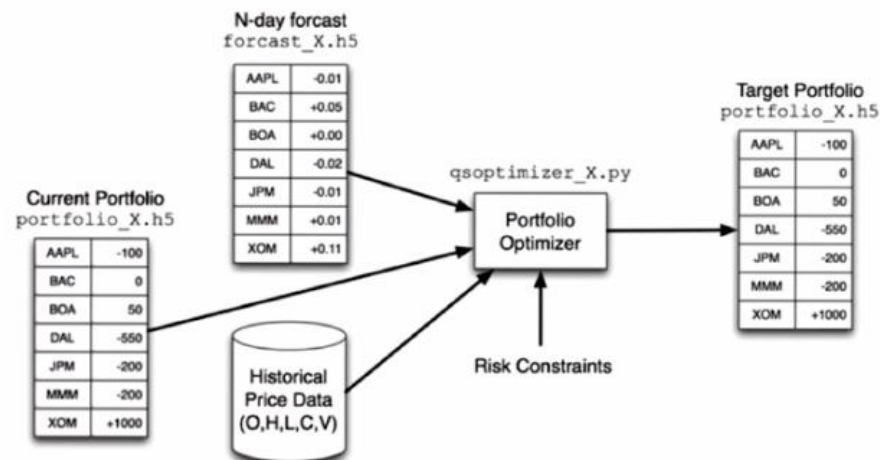 N-day forcast
forcast_X.h5
AAPL -0.01
BAC +0.05
BOA +0.00
DAL -0.02
JPM -0.01
MMM +0.01
XOM +0.11
Current Portfolio
portfolio_X.h5
AAPL -100
BAC 0
BOA 50
DAL -550
JPM -200
MMM -200
XOM +1000
Historical
Price Data
(O,H,L,C,V)
qsoptimizer_X.py
Portfolio
Optimizer
Risk Constraints
Target Portfolio
portfolio_X.h5
AAPL -100
BAC 0
BOA 50
DAL -550
JPM -200
MMM -200
XOM +1000